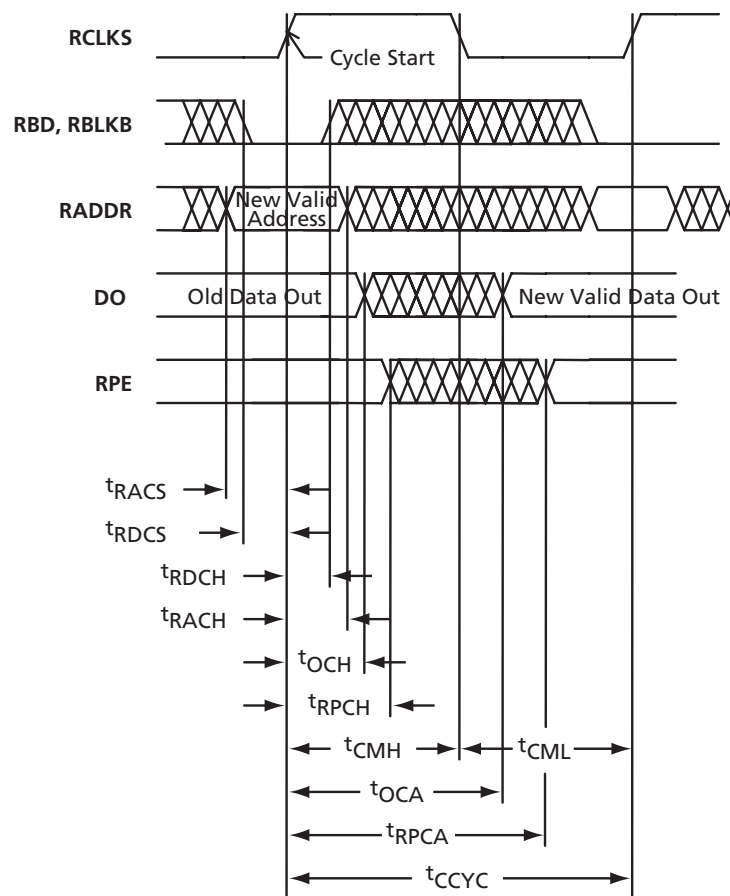 RCLKS
Cycle Start
RBD, RBLKB
RADDR
New Valid
Address
DO
Old Data Out
New Valid Data Out
RPE
tRACS
tRDCS
tRDCH
tRACH
tOCH
tRPCH
tCMH
tCML
tOCA
tRPCA
tCCYC